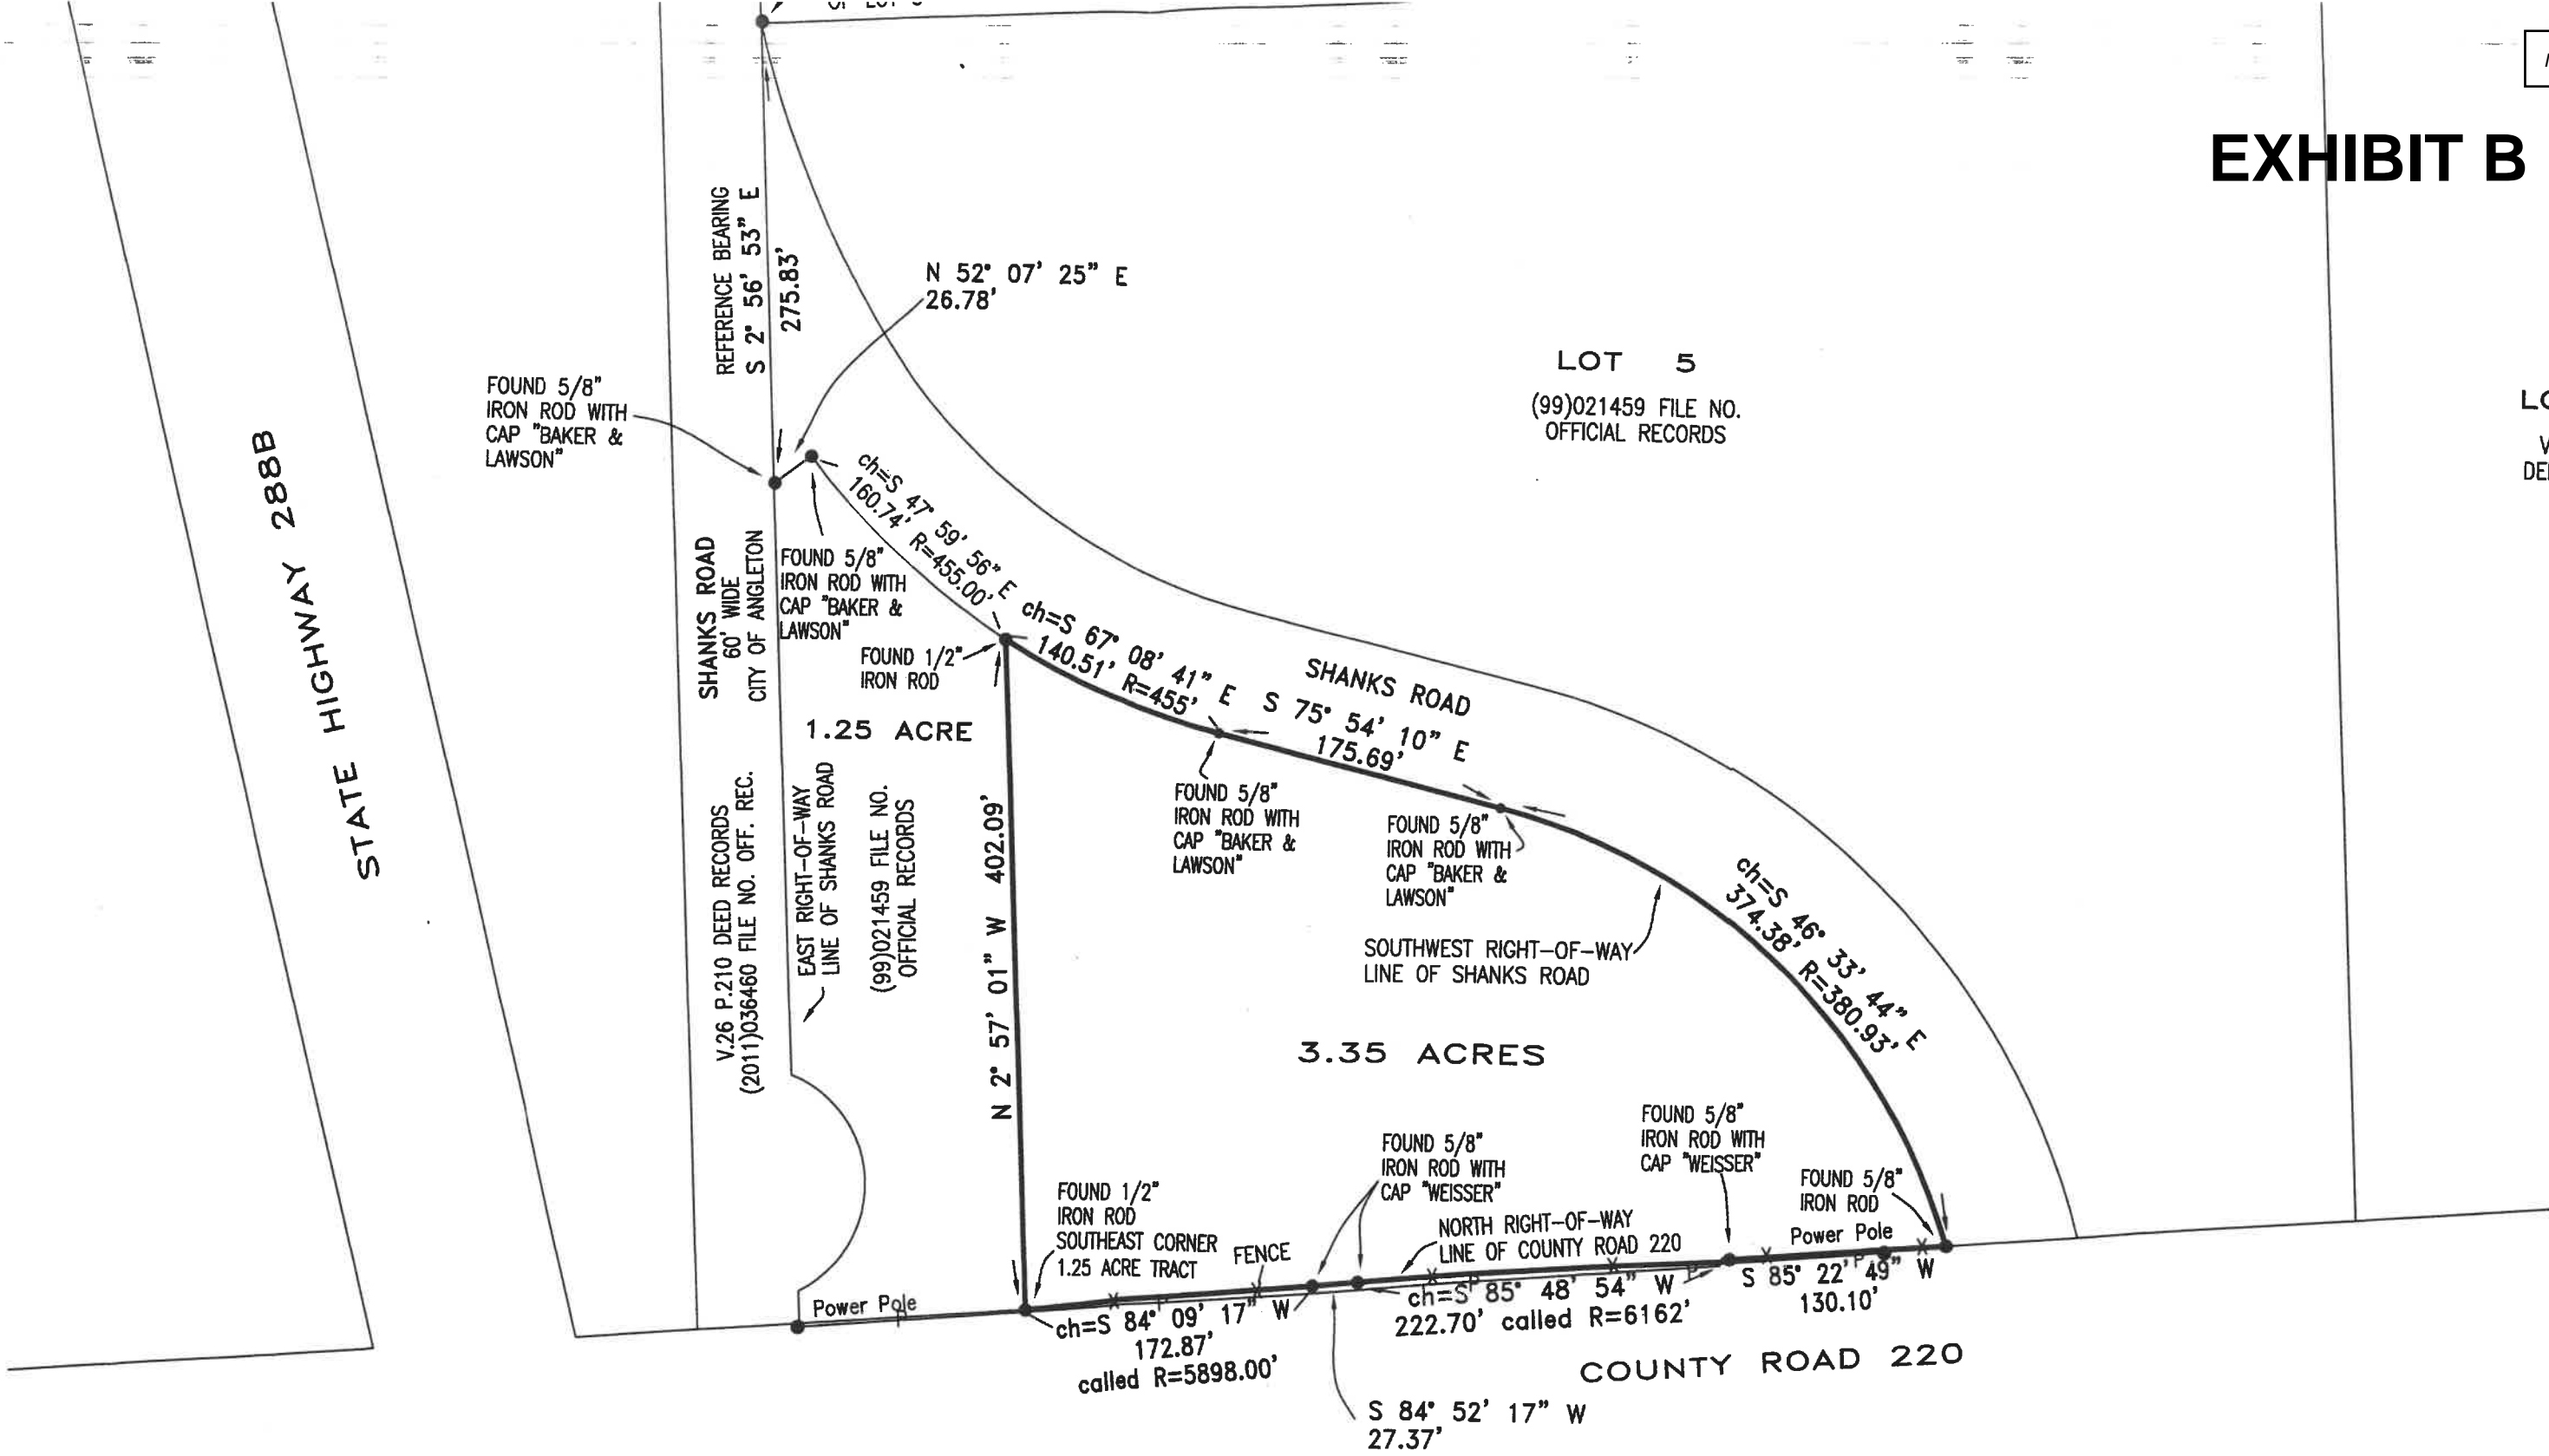 EXHIBIT B
REFERENCE BEARING
S 2° 56' 53" E
275.83'
N 52° 07' 25" E
26.78'
FOUND 5/8"
IRON ROD WITH
CAP "BAKER &
LAWSON"
LOT 5
(99)021459 FILE NO.
OFFICIAL RECORDS
STATE HIGHWAY 288B
ch=S 47° 59' 56" E
160.74' R=455.00'
SHANKS ROAD
60' WIDE
CITY OF ANGLETON
FOUND 5/8"
IRON ROD WITH
CAP "BAKER &
LAWSON"
FOUND 1/2"
IRON ROD
ch=S 67° 08' 41" E
140.51' R=455'
SHANKS ROAD
S 75° 54' 10" E
175.69'
1.25 ACRE
FOUND 5/8"
IRON ROD WITH
CAP "BAKER &
LAWSON"
FOUND 5/8"
IRON ROD WITH
CAP "BAKER &
LAWSON"
V.26 P.210 DEED RECORDS
(2011)036460 FILE NO. OFF. REC.
EAST RIGHT-OF-WAY
LINE OF SHANKS ROAD
(99)021459 FILE NO.
OFFICIAL RECORDS
N 2° 57' 01" W 402.09'
SOUTHWEST RIGHT-OF-WAY
LINE OF SHANKS ROAD
ch=S 46° 33' 44" E
374.38' R=380.93'
3.35 ACRES
FOUND 1/2"
IRON ROD
SOUTHEAST CORNER
1.25 ACRE TRACT
FENCE
FOUND 5/8"
IRON ROD WITH
CAP "WEISSER"
NORTH RIGHT-OF-WAY
LINE OF COUNTY ROAD 220
FOUND 5/8"
IRON ROD WITH
CAP "WEISSER"
FOUND 5/8"
IRON ROD
Power Pole
Power Pole
ch=S 84° 09' 17" W
172.87'
called R=5898.00'
ch=S 85° 48' 54" W
222.70' called R=6162'
S 85° 22' 49" W
130.10'
COUNTY ROAD 220
S 84° 52' 17" W
27.37'